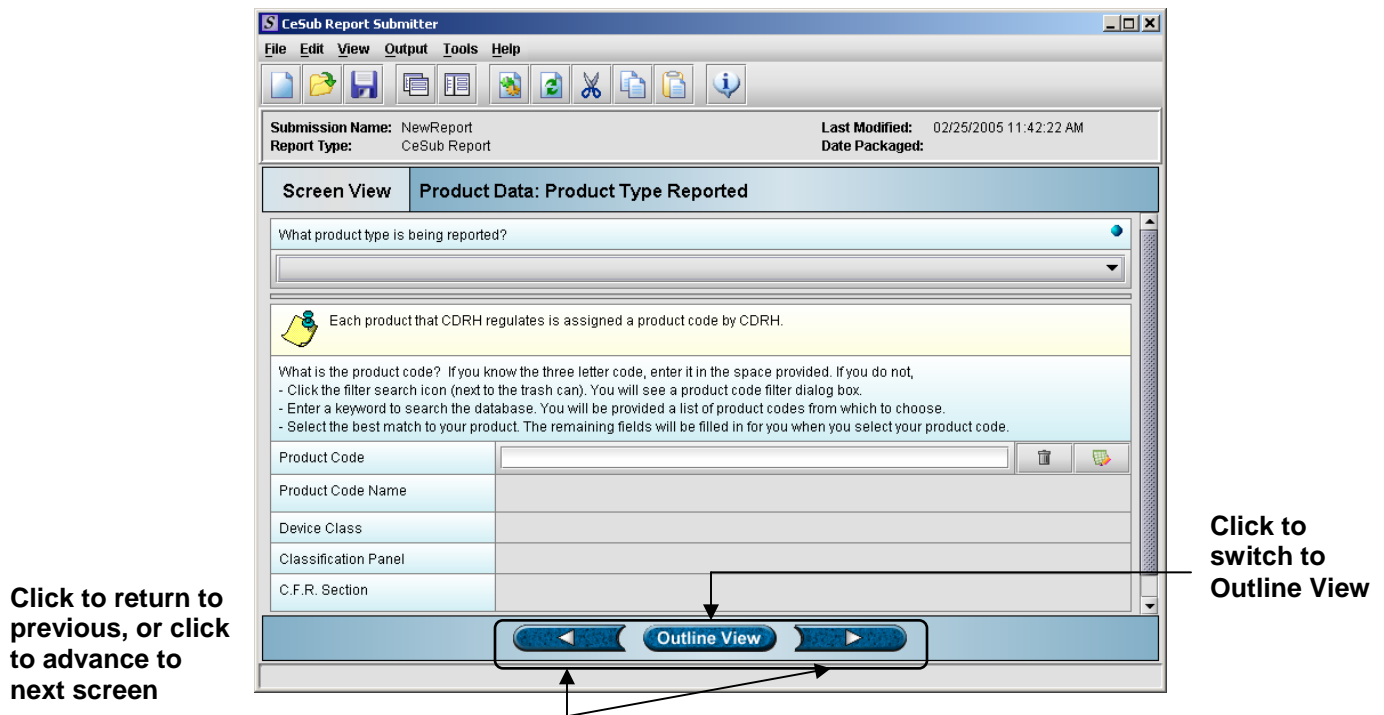 CeSub Report Submitter
File Edit View Output Tools Help
Submission Name: NewReport
Last Modified: 02/25/2005 11:42:22 AM
Report Type: CeSub Report
Date Packaged:
Screen View
Product Data: Product Type Reported
What product type is being reported?
Each product that CDRH regulates is assigned a product code by CDRH.
What is the product code? If you know the three letter code, enter it in the space provided. If you do not,
- Click the filter search icon (next to the trash can). You will see a product code filter dialog box.
- Enter a keyword to search the database. You will be provided a list of product codes from which to choose.
- Select the best match to your product. The remaining fields will be filled in for you when you select your product code.
Product Code
Product Code Name
Device Class
Classification Panel
C.F.R. Section
Outline View
Click to
switch to
Outline View
Click to return to
previous, or click
to advance to
next screen